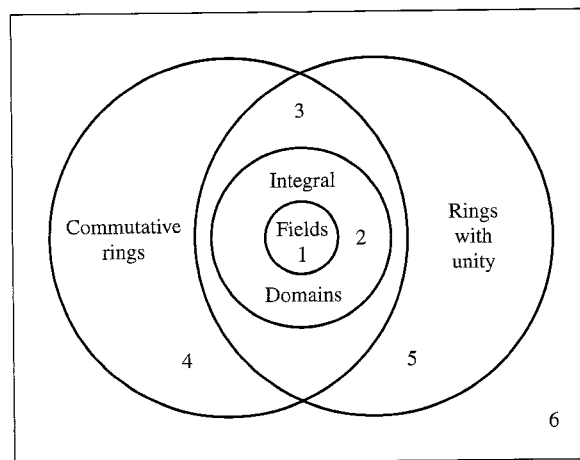 3
Integral
Commutative
rings
Fields
1
2
Rings
with
unity
Domains
4
5
6